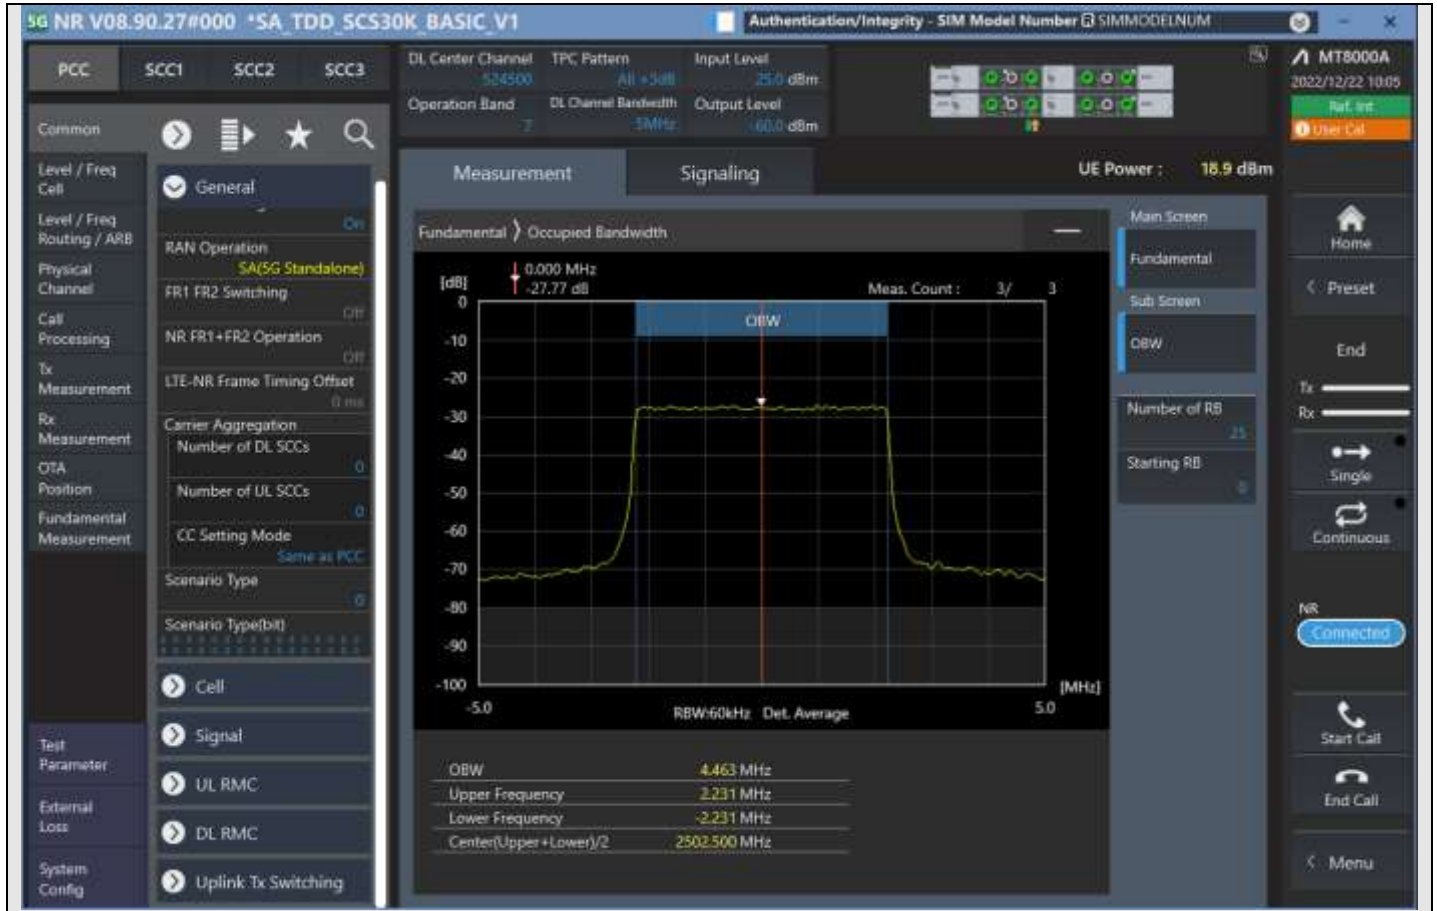 5G NR V08.90.27#000 *SA_TDD_SCS30K_BASIC_V1
Authentication/Integrity - SIM Model Number SIMMODELNUM
PCC SCC1 SCC2 SCC3
DL Center Channel
524500
TPC Pattern
All +3dB
Input Level
25.0 dBm
Operation Band
7
DL Channel Bandwidth
5MHz
Output Level
-60.0 dBm
MT8000A
2022/12/22 10:05
Ref. Int.
User Cal
Common
Level / Freq
Cell
Level / Freq
Routing / ARB
Physical
Channel
Call
Processing
Tx
Measurement
Rx
Measurement
OTA
Position
Fundamental
Measurement
Test
Parameter
External
Loss
System
Config
General
On
RAN Operation
SA(5G Standalone)
FR1 FR2 Switching
Off
NR FR1+FR2 Operation
Off
LTE-NR Frame Timing Offset
0 ms
Carrier Aggregation
Number of DL SCCs
0
Number of UL SCCs
0
CC Setting Mode
Same as PCC
Scenario Type
0
Scenario Type(bit)
Cell
Signal
UL RMC
DL RMC
Uplink Tx Switching
Measurement Signaling
UE Power : 18.9 dBm
Fundamental Occupied Bandwidth
0.000 MHz
-27.77 dB
Meas. Count : 3/ 3
[dB]
0
-10
-20
-30
-40
-50
-60
-70
-80
-90
-100
OBW
-5.0
5.0
[MHz]
RBW:60kHz Det. Average
OBW 4.463 MHz
Upper Frequency 2.231 MHz
Lower Frequency -2.231 MHz
Center(Upper+Lower)/2 2502.500 MHz
Main Screen
Fundamental
Sub Screen
OBW
Number of RB
25
Starting RB
0
Home
Preset
End
Tx
Rx
Single
Continuous
NR
Connected
Start Call
End Call
Menu